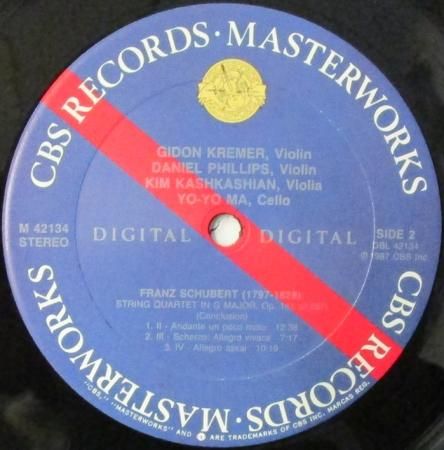 CBS RECORDS · MASTERWORKS
GIDON KREMER, Violin
DANIEL PHILLIPS, Violin
KIM KASHKASHIAN, Violia
YO-YO MA, Cello
M 42134
STEREO
DIGITAL DIGITAL
SIDE 2
BL 42134
℗ 1987 CBS Inc
FRANZ SCHUBERT (1797-1828)
STRING QUARTET IN G MAJOR, Op.
(Conclusion)
1. II - Andante un poco moto 12:38
2. III - Scherzo: Allegro vivace 7:17
3. IV - Allegro assai 10:19
CBS RECORDS · MASTERWORKS
"CBS," "MASTERWORKS" AND ARE TRADEMARKS OF CBS INC. MARCAS REG.